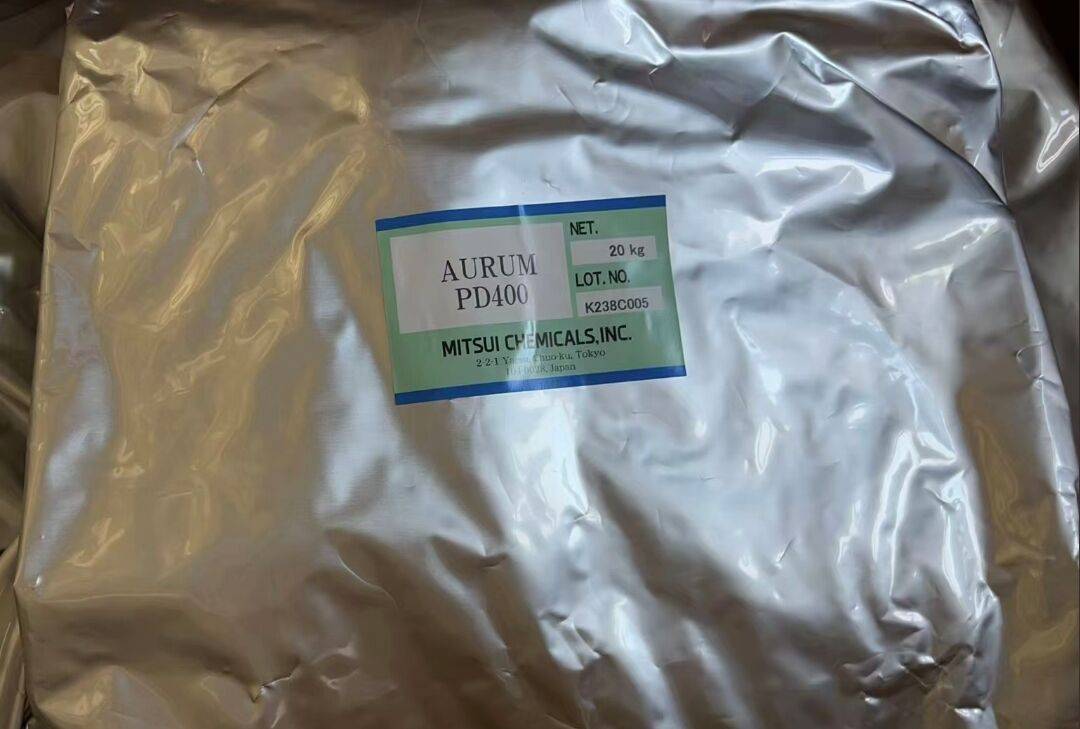 AURUM
PD400
NET.
20 kg
LOT. NO.
K238C005
MITSUI CHEMICALS, INC.
2-2-1 Chuo-ku, Tokyo
Japan